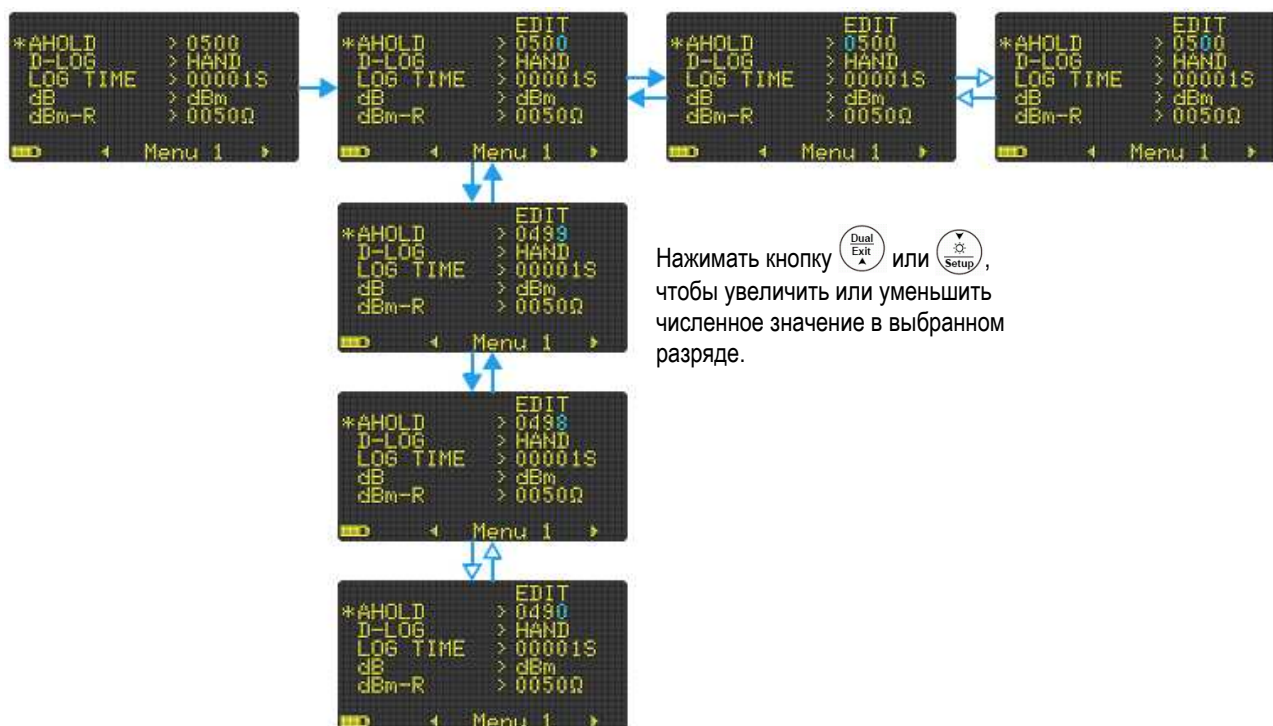 *AHOLD > 0500
D-LOG > HAND
LOG TIME > 00001S
dB > dBm
dBm-R > 0050Ω
Menu 1
EDIT
*AHOLD > 0500
D-LOG > HAND
LOG TIME > 00001S
dB > dBm
dBm-R > 0050Ω
Menu 1
EDIT
*AHOLD > 0500
D-LOG > HAND
LOG TIME > 00001S
dB > dBm
dBm-R > 0050Ω
Menu 1
EDIT
*AHOLD > 0500
D-LOG > HAND
LOG TIME > 00001S
dB > dBm
dBm-R > 0050Ω
Menu 1
EDIT
*AHOLD > 0499
D-LOG > HAND
LOG TIME > 00001S
dB > dBm
dBm-R > 0050Ω
Menu 1
Нажимать кнопку Dual Exit или Setup,
чтобы увеличить или уменьшить
численное значение в выбранном
разряде.
EDIT
*AHOLD > 0498
D-LOG > HAND
LOG TIME > 00001S
dB > dBm
dBm-R > 0050Ω
Menu 1
EDIT
*AHOLD > 0490
D-LOG > HAND
LOG TIME > 00001S
dB > dBm
dBm-R > 0050Ω
Menu 1